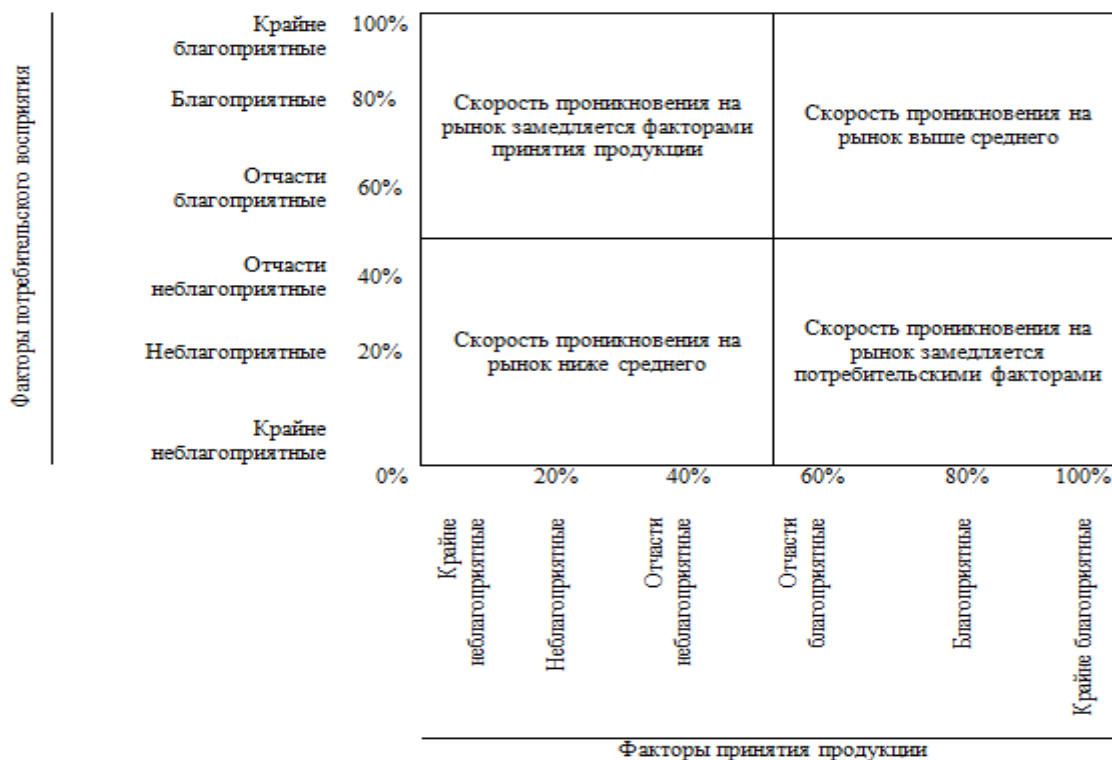 Факторы потребительского восприятия
Крайне
благоприятные
100%
Благоприятные
80%
Отчасти
благоприятные
60%
Отчасти
неблагоприятные
40%
Неблагоприятные
20%
Крайне
неблагоприятные
Скорость проникновения на
рынок замедляется факторами
принятия продукции
Скорость проникновения на
рынок выше среднего
Скорость проникновения на
рынок ниже среднего
Скорость проникновения на
рынок замедляется
потребительскими факторами
0%
20%
40%
60%
80%
100%
Крайне
неблагоприятные
Неблагоприятные
Отчасти
неблагоприятные
Отчасти
благоприятные
Благоприятные
Крайне благоприятные
Факторы принятия продукции